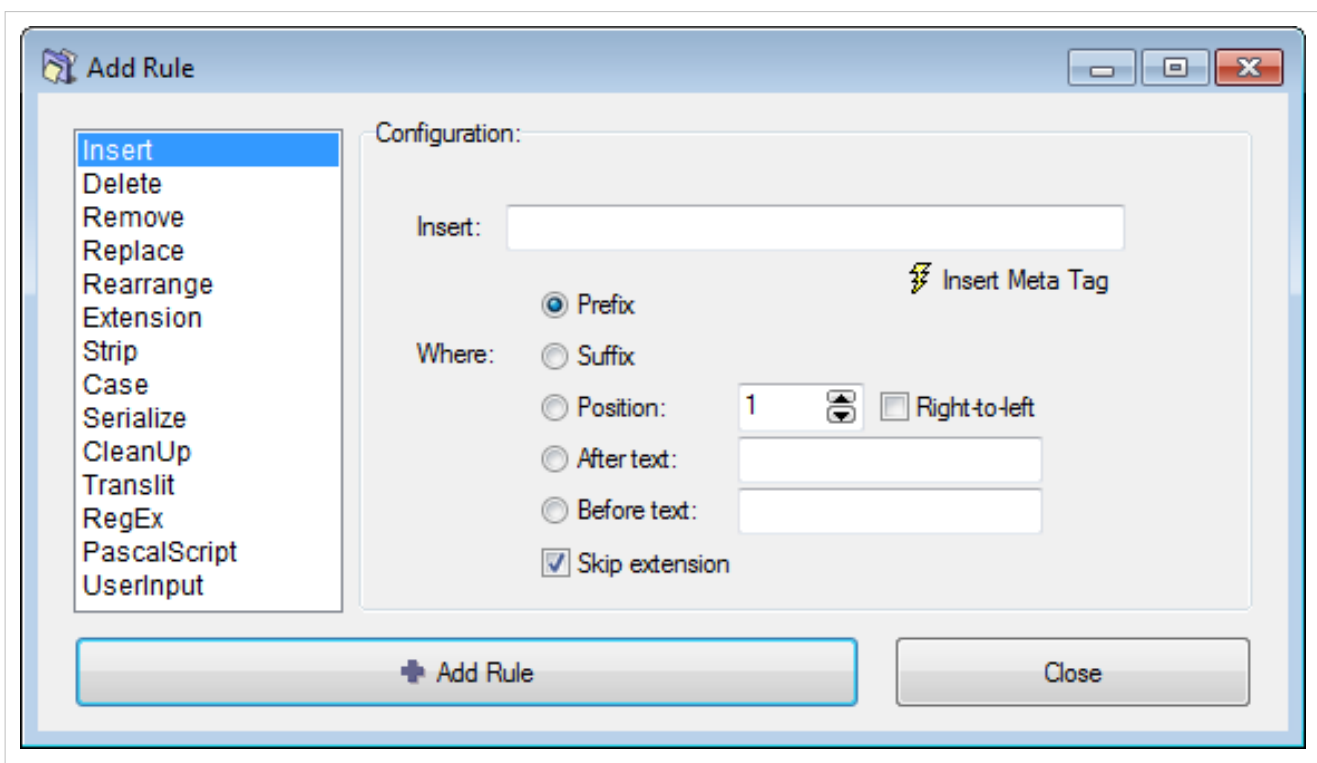 Add Rule
Insert
Delete
Remove
Replace
Rearrange
Extension
Strip
Case
Serialize
CleanUp
Translit
RegEx
PascalScript
UserInput
Configuration:
Insert:
Insert Meta Tag
Prefix
Where:
Suffix
Position: 1 Right-to-left
After text:
Before text:
Skip extension
Add Rule
Close